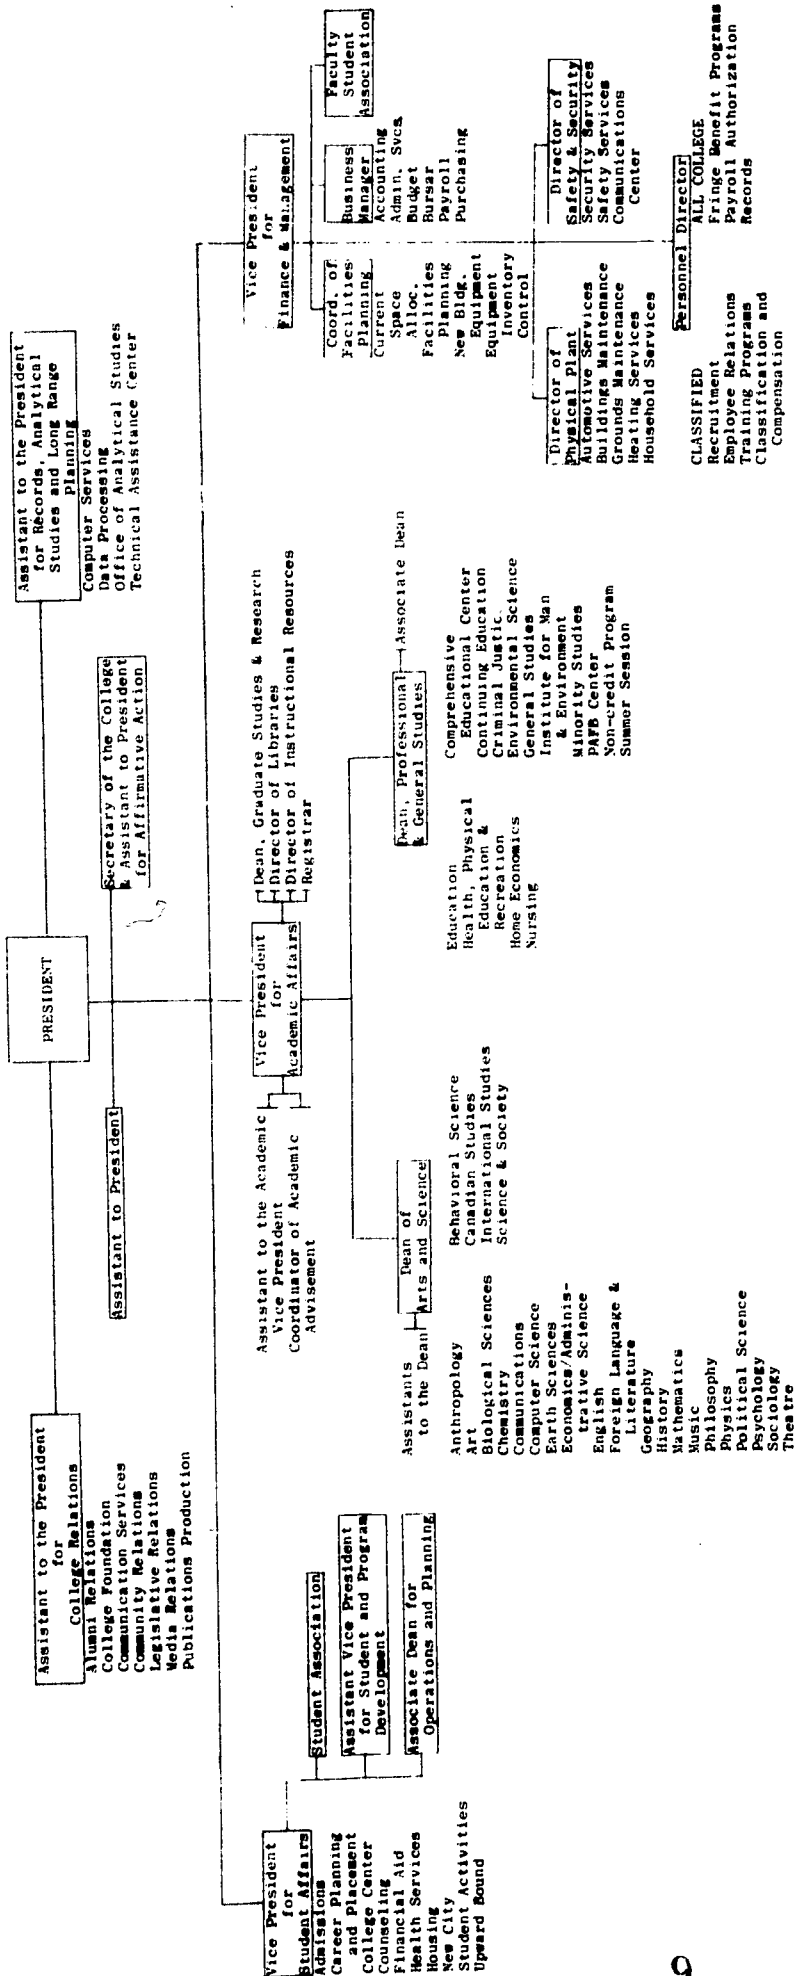 PRESIDENT
Assistant to the President
for
College Relations
Alumni Relations
College Foundation
Communication Services
Community Relations
Legislative Relations
Media Relations
Publications Production
Assistant to the President
for Records, Analytical
Studies and Long Range
Planning
Computer Services
Data Processing
Office of Analytical Studies
Technical Assistance Center
Assistant to President
Secretary of the College
& Assistant to President
for Affirmative Action
Vice President
for
Student Affairs
Admissions
Career Planning
and Placement
College Center
Counseling
Financial Aid
Health Services
Housing
New City
Student Activities
Upward Bound
Student Association
Assistant Vice President
for Student and Program
Development
Associate Dean for
Operations and Planning
Vice President
for
Academic Affairs
Assistant to the Academic
Vice President
Coordinator of Academic
Advisement
Dean, Graduate Studies & Research
Director of Libraries
Director of Instructional Resources
Registrar
Dean of
Arts and Science
Assistants
to the Dean
Anthropology
Art
Biological Sciences
Chemistry
Communications
Computer Science
Earth Sciences
Economics/Adminis-
trative Science
English
Foreign Language &
Literature
Geography
History
Mathematics
Music
Philosophy
Physics
Political Science
Psychology
Sociology
Theatre
Behavioral Science
Canadian Studies
International Studies
Science & Society
Dean, Professional
& General Studies
Associate Dean
Education
Health, Physical
Education &
Recreation
Home Economics
Nursing
Comprehensive
Educational Center
Continuing Education
Criminal Justic
Environmental Science
General Studies
Institute for Man
& Environment
Minority Studies
PAFB Center
Non-credit Program
Summer Session
Vice President
for
Finance & Management
Coord. of
Facilities
Planning
Current
Space
Alloc.
Facilities
Planning
New Bldg.
Equipment
Equipment
Inventory
Control
Business
Manager
Accounting
Admin. Svcs.
Budget
Bursar
Payroll
Purchasing
Faculty
Student
Association
Director of
Physical Plant
Automotive Services
Buildings Maintenance
Grounds Maintenance
Heating Services
Household Services
Director of
Safety & Security
Security Services
Safety Services
Communications
Center
Personnel Director
CLASSIFIED
Recruitment
Employee Relations
Training Programs
Classification and
Compensation
ALL COLLEGE
Fringe Benefit Programs
Payroll Authorization
Records
9